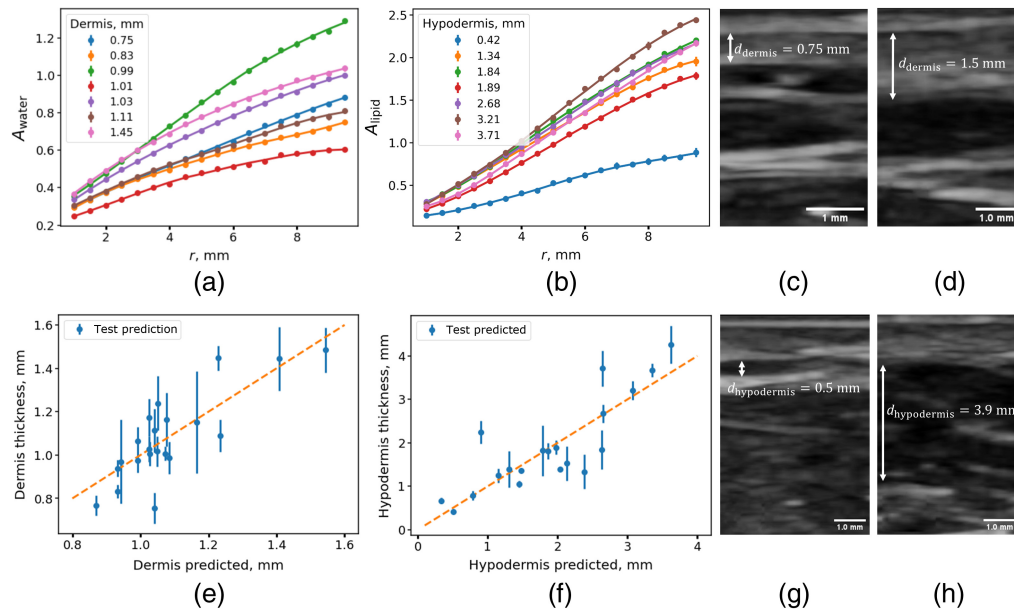 Dermis, mm
0.75
0.83
0.99
1.01
1.03
1.11
1.45
1.2
1.0
0.8
0.6
0.4
0.2
A_water
2 4 6 8
r, mm
(a)
Hypodermis, mm
0.42
1.34
1.84
1.89
2.68
3.21
3.71
2.5
2.0
1.5
1.0
0.5
A_lipid
2 4 6 8
r, mm
(b)
d_dermis = 0.75 mm
1 mm
(c)
d_dermis = 1.5 mm
1.0 mm
(d)
Test prediction
1.6
1.4
1.2
1.0
0.8
Dermis thickness, mm
0.8 1.0 1.2 1.4 1.6
Dermis predicted, mm
(e)
Test predicted
4
3
2
1
0
Hypodermis thickness, mm
0 1 2 3 4
Hypodermis predicted, mm
(f)
d_hypodermis = 0.5 mm
1.0 mm
(g)
d_hypodermis = 3.9 mm
1.0 mm
(h)